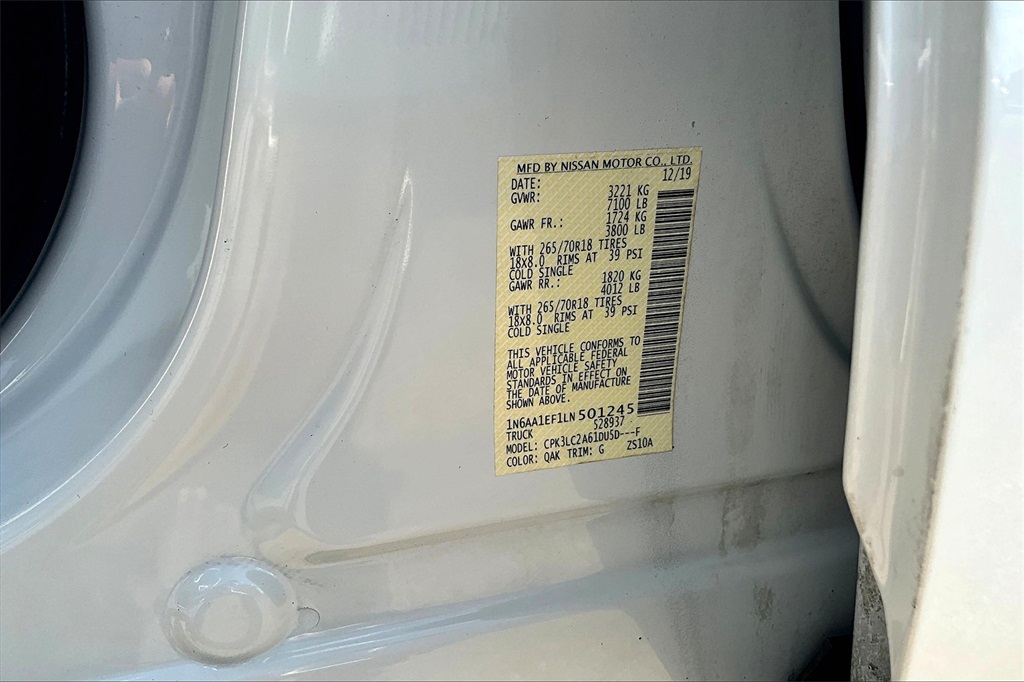 MFD BY NISSAN MOTOR CO., LTD.
DATE: 12/19
GVWR: 3221 KG
7100 LB
GAWR FR.: 1724 KG
3800 LB
WITH 265/70R18 TIRES
18x8.0 RIMS AT 39 PSI
COLD SINGLE
GAWR RR.: 1820 KG
4012 LB
WITH 265/70R18 TIRES
18x8.0 RIMS AT 39 PSI
COLD SINGLE
THIS VEHICLE CONFORMS TO
ALL APPLICABLE FEDERAL
MOTOR VEHICLE SAFETY
STANDARDS IN EFFECT ON
THE DATE OF MANUFACTURE
SHOWN ABOVE.
1N6AA1EF1LN501245
TRUCK S28937
MODEL: CPK3LC2A61DU5D---F
COLOR: QAK TRIM: G ZS10A